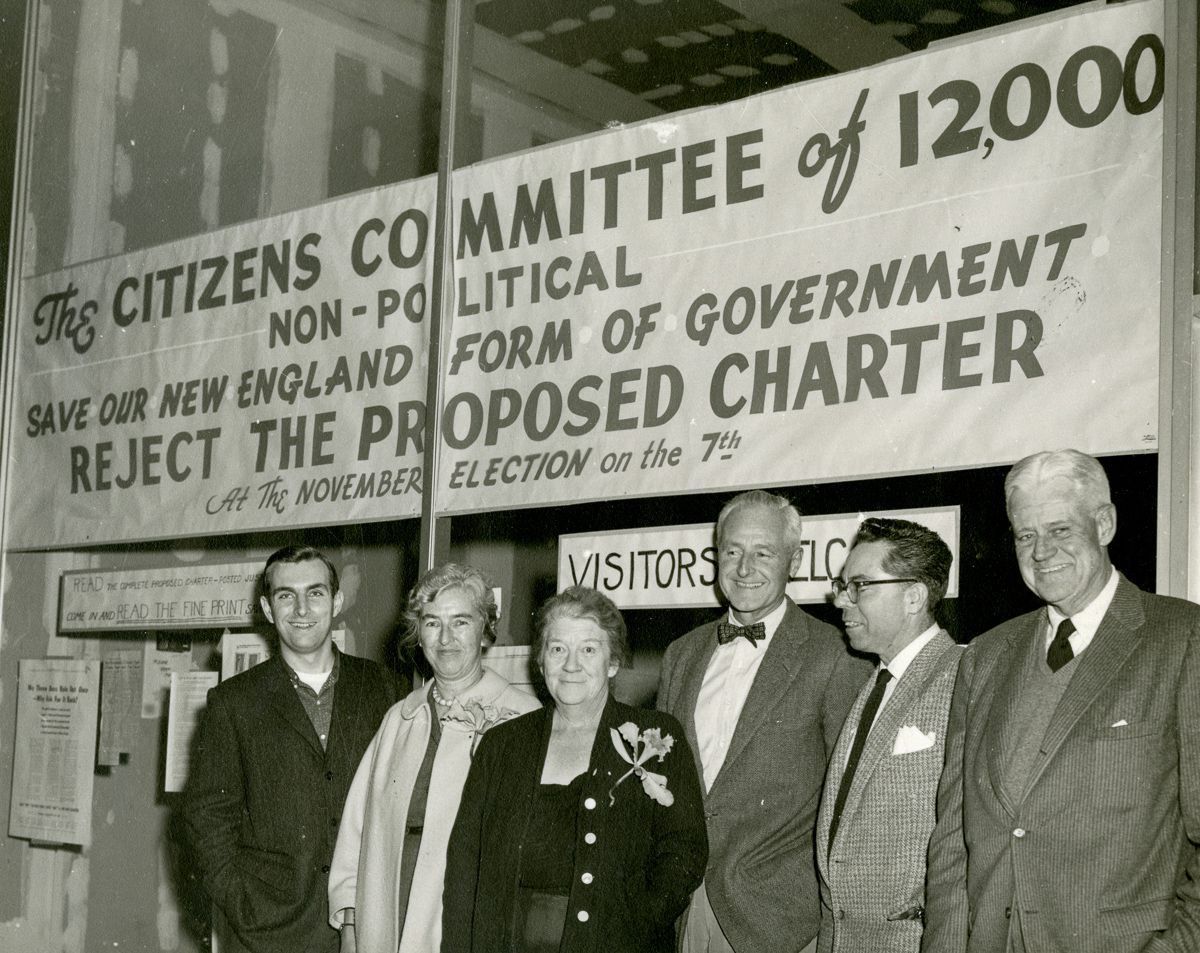 The CITIZENS COMMITTEE of 12,000
NON-POLITICAL
SAVE OUR NEW ENGLAND FORM OF GOVERNMENT
REJECT THE PROPOSED CHARTER
At The NOVEMBER ELECTION on the 7th
READ THE COMPLETE PROPOSED CHARTER - POSTED
COME IN AND READ THE FINE PRINT
VISITORS